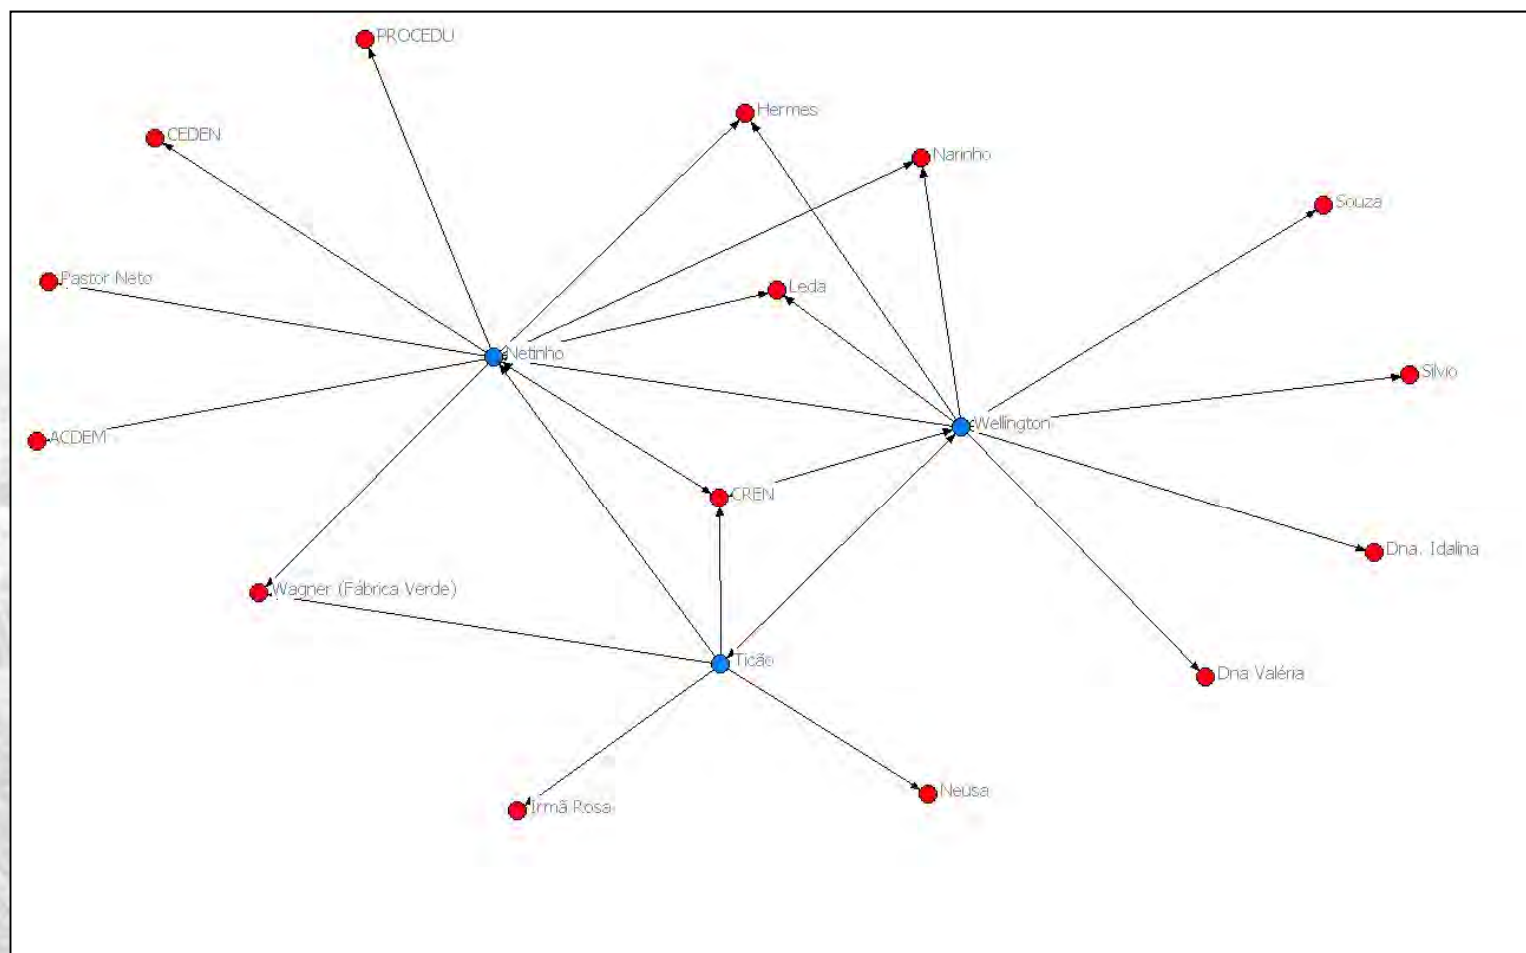 PROCEDU
Hermes
CEDEN
Narinho
Souza
Pastor Neto
Leda
Netinho
Silvio
Wellington
ACDEM
CREN
Dna. Idalina
Wagner (Fábrica Verde)
Ticão
Dna Valéria
Neusa
Irmã Rosa